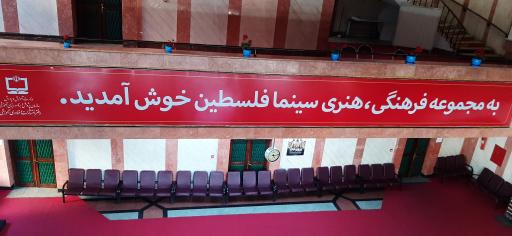 به مجموعه فرهنگی، هنری سینما فلسطین خوش آمدید.